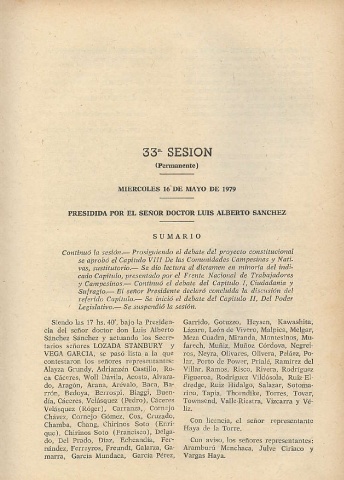 33ª SESION
(Permanente)
MIERCOLES 16 DE MAYO DE 1979
PRESIDIDA POR EL SEÑOR DOCTOR LUIS ALBERTO SANCHEZ
SUMARIO
Continuó la sesión.— Prosiguiendo el debate del proyecto constitucional
se aprobó el Capítulo VIII De las Comunidades Campesinas y Nati-
vas, sustitutorio.— Se dio lectura al dictamen en minoría del indi-
cado Capítulo, presentado por el Frente Nacional de Trabajadores
y Campesinos.— Continuó el debate del Capítulo I, Ciudadanía y
Sufragio.— El señor Presidente declaró concluida la discusión del
referido Capítulo.— Se inició el debate del Capítulo II, Del Poder
Legislativo.— Se suspendió la sesión.
Siendo las 17 hs. 40', bajo la Presiden-
cia del señor doctor don Luis Alberto
Sánchez Sánchez y actuando los Secre-
tarios señores LOZADA STANBURY y
VEGA GARCIA, se pasó lista a la que
contestaron los señores representantes:
Alayza Grundy, Adrianzén Castillo, Ro-
ca Cáceres, Wolf Dávila, Acosta, Alvara-
do, Aragón, Arana, Arévalo, Baca, Ba-
rrón, Bedoya, Berrospi, Biaggi, Buen-
día, Cáceres, Velásquez (Pedro), Cáceres
Velásquez (Róger), Carranza, Cornejo
Chávez, Cornejo Gómez, Cox, Cruzado,
Chamba, Chang, Chirinos Soto (Enri-
que), Chirinos Soto (Francisco), Delga-
do, Del Prado, Díaz, Echeandía, Fer-
nández, Ferreyros, Freundt, Galarza, Ga-
marra, García Mundaca, García Pérez,
Garrido, Gotuzzo, Heysen, Kawashita,
Lázaro, León de Vivero, Malpica, Melgar,
Meza Cuadra, Miranda, Montesinos, Mu-
farech, Muñiz, Muñoz Córdova, Negrei-
ros, Neyra, Olivares, Olivera, Peláez, Po-
lar, Porto de Power, Prialé, Ramírez del
Villar, Ramos, Risco, Rivera, Rodríguez
Figueroa, Rodríguez Vildósola, Ruiz El-
dredge, Ruiz Hidalgo, Salazar, Sotoma-
rino, Tapia, Thorndike, Torres, Tovar,
Townsend, Valle-Riestra, Vizcarra y Vé-
liz.
Con licencia, el señor representante
Haya de la Torre.
Con aviso, los señores representantes:
Aramburú Menchaca, Julve Ciriaco y
Vargas Haya.